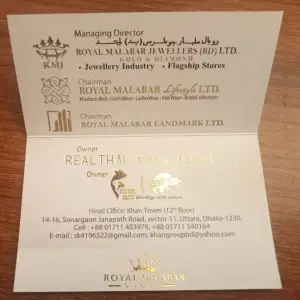 Managing Director
ROYAL MALABAR JEWELLERS (BD) LTD.
GOLD & DIAMOND
• Jewellery Industry • Flagship Stores
KMJ
Chairman
ROYAL MALABAR Lifestyle LTD.
Chairman
ROYAL MALABAR LANDMARK LTD.
Owner
REALTHAI
Owner
Head Office: Khan Tower (12th floor)
14-16, Sonargaon Janapath Road, sector-11, Uttara, Dhaka-1230.
Cell : +88 01711 483979, +88 01711 540164
E-mail : sk4196322@gmail.com, khangroupbd@yahoo.com
ROYAL MALABAR